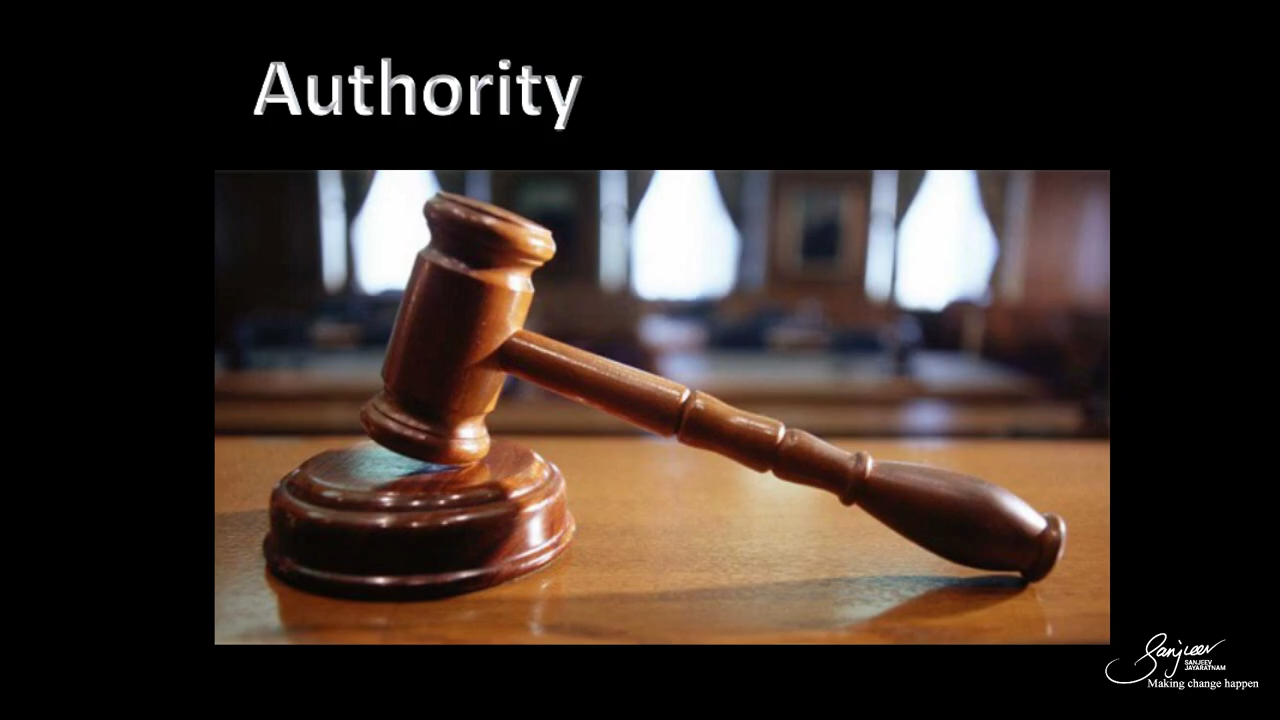 Authority
Sanjeev
SANJEEV
JAYARATNAM
Making change happen